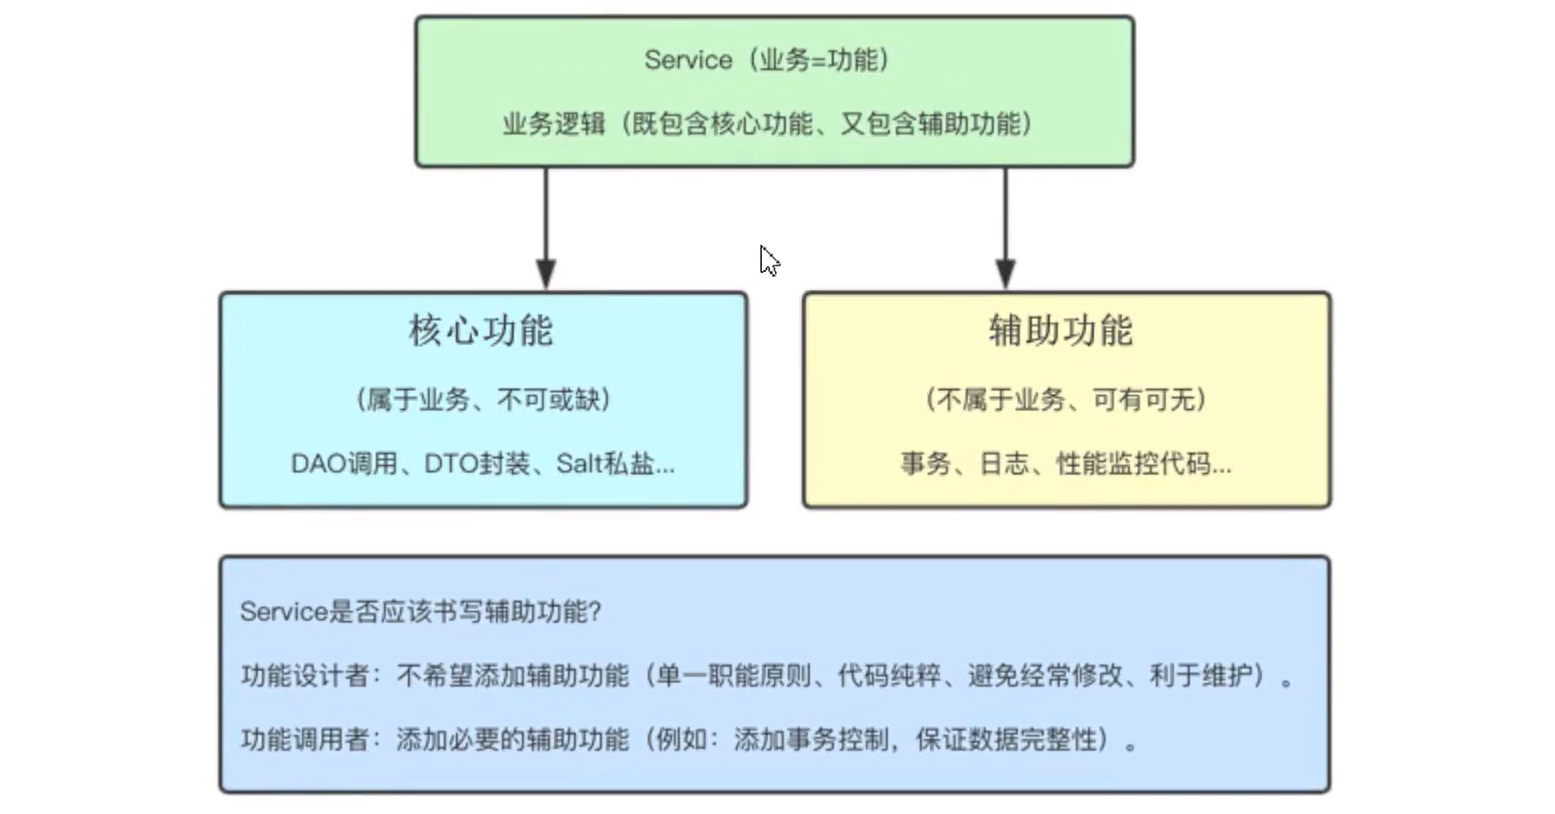 Service（业务=功能）
业务逻辑（既包含核心功能、又包含辅助功能）
核心功能
（属于业务、不可或缺）
DAO调用、DTO封装、Salt私盐...
辅助功能
（不属于业务、可有可无）
事务、日志、性能监控代码...
Service是否应该书写辅助功能?
功能设计者：不希望添加辅助功能（单一职能原则、代码纯粹、避免经常修改、利于维护）。
功能调用者：添加必要的辅助功能（例如：添加事务控制，保证数据完整性）。